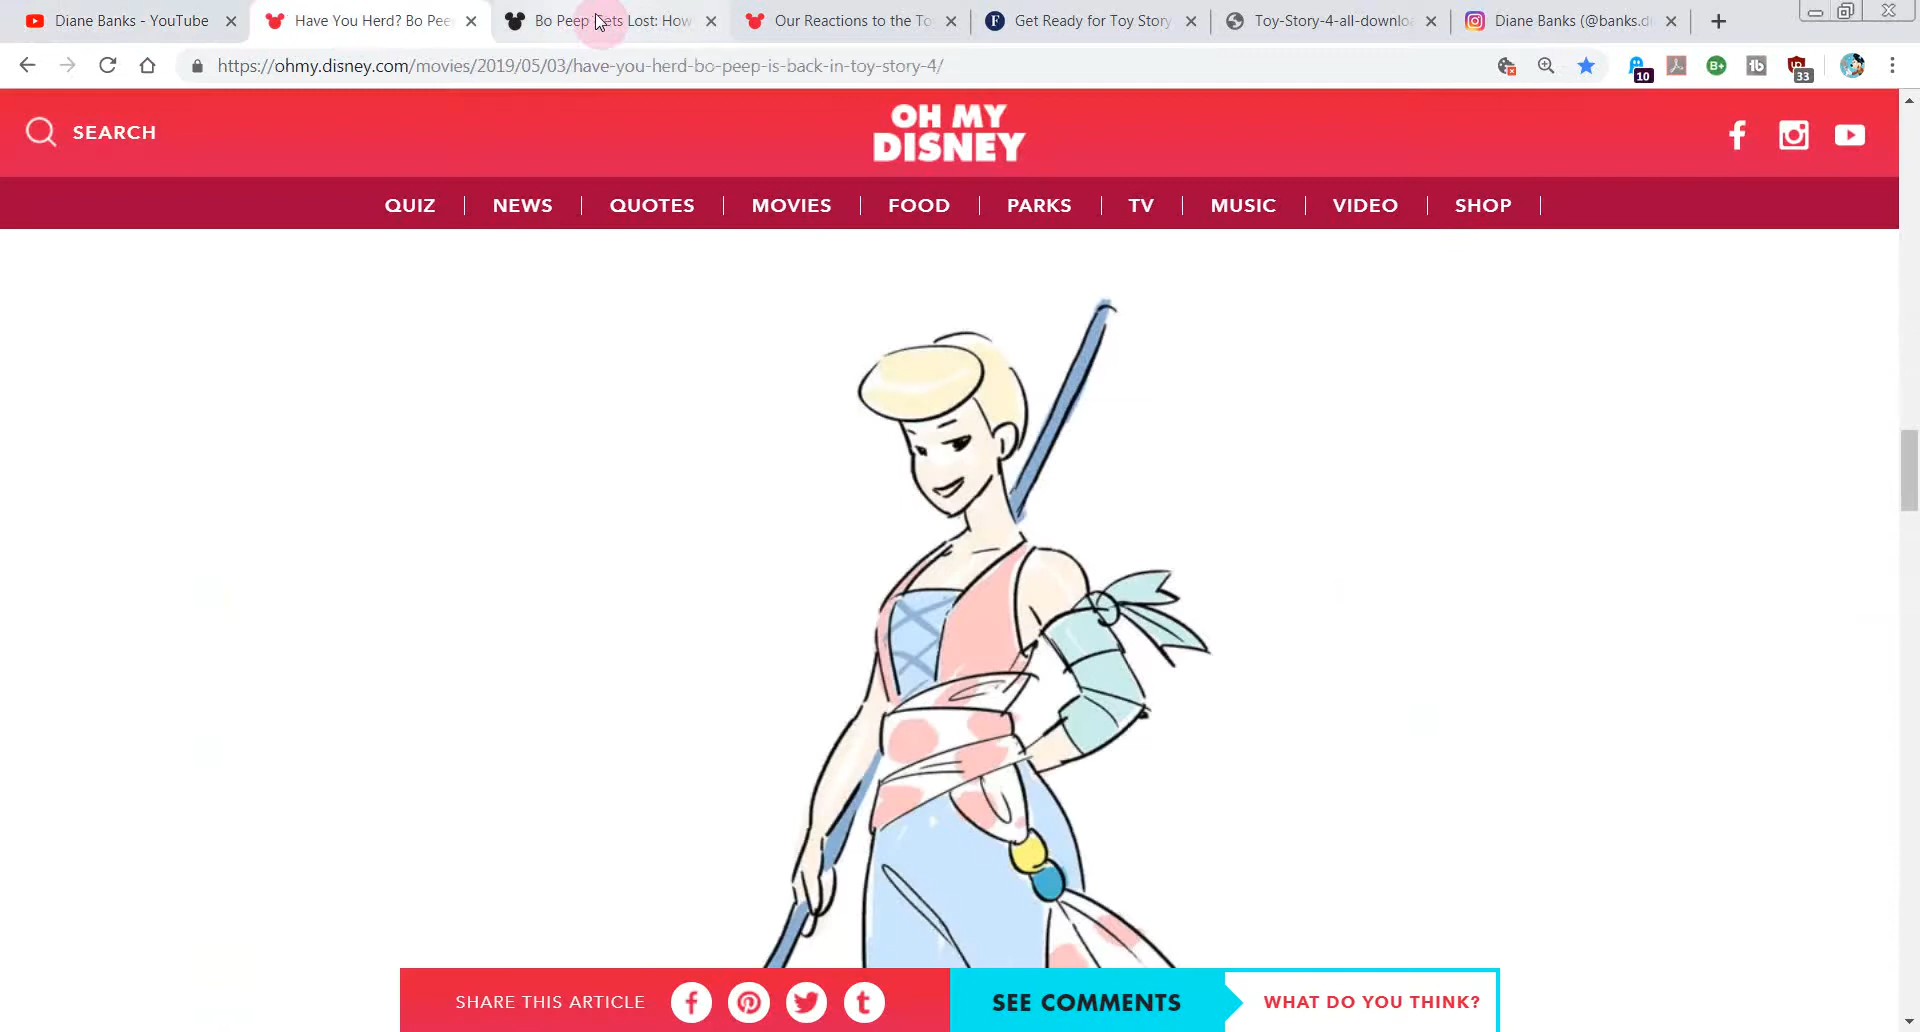 Diane Banks - YouTube
Have You Herd? Bo Pee
Bo Peep Gets Lost: How
Our Reactions to the To
Get Ready for Toy Story
Toy-Story-4-all-downlo
Diane Banks (@banks.d
https://ohmy.disney.com/movies/2019/05/03/have-you-herd-bo-peep-is-back-in-toy-story-4/
10
33
SEARCH
OH MY
DISNEY
QUIZ
NEWS
QUOTES
MOVIES
FOOD
PARKS
TV
MUSIC
VIDEO
SHOP
SHARE THIS ARTICLE
SEE COMMENTS
WHAT DO YOU THINK?